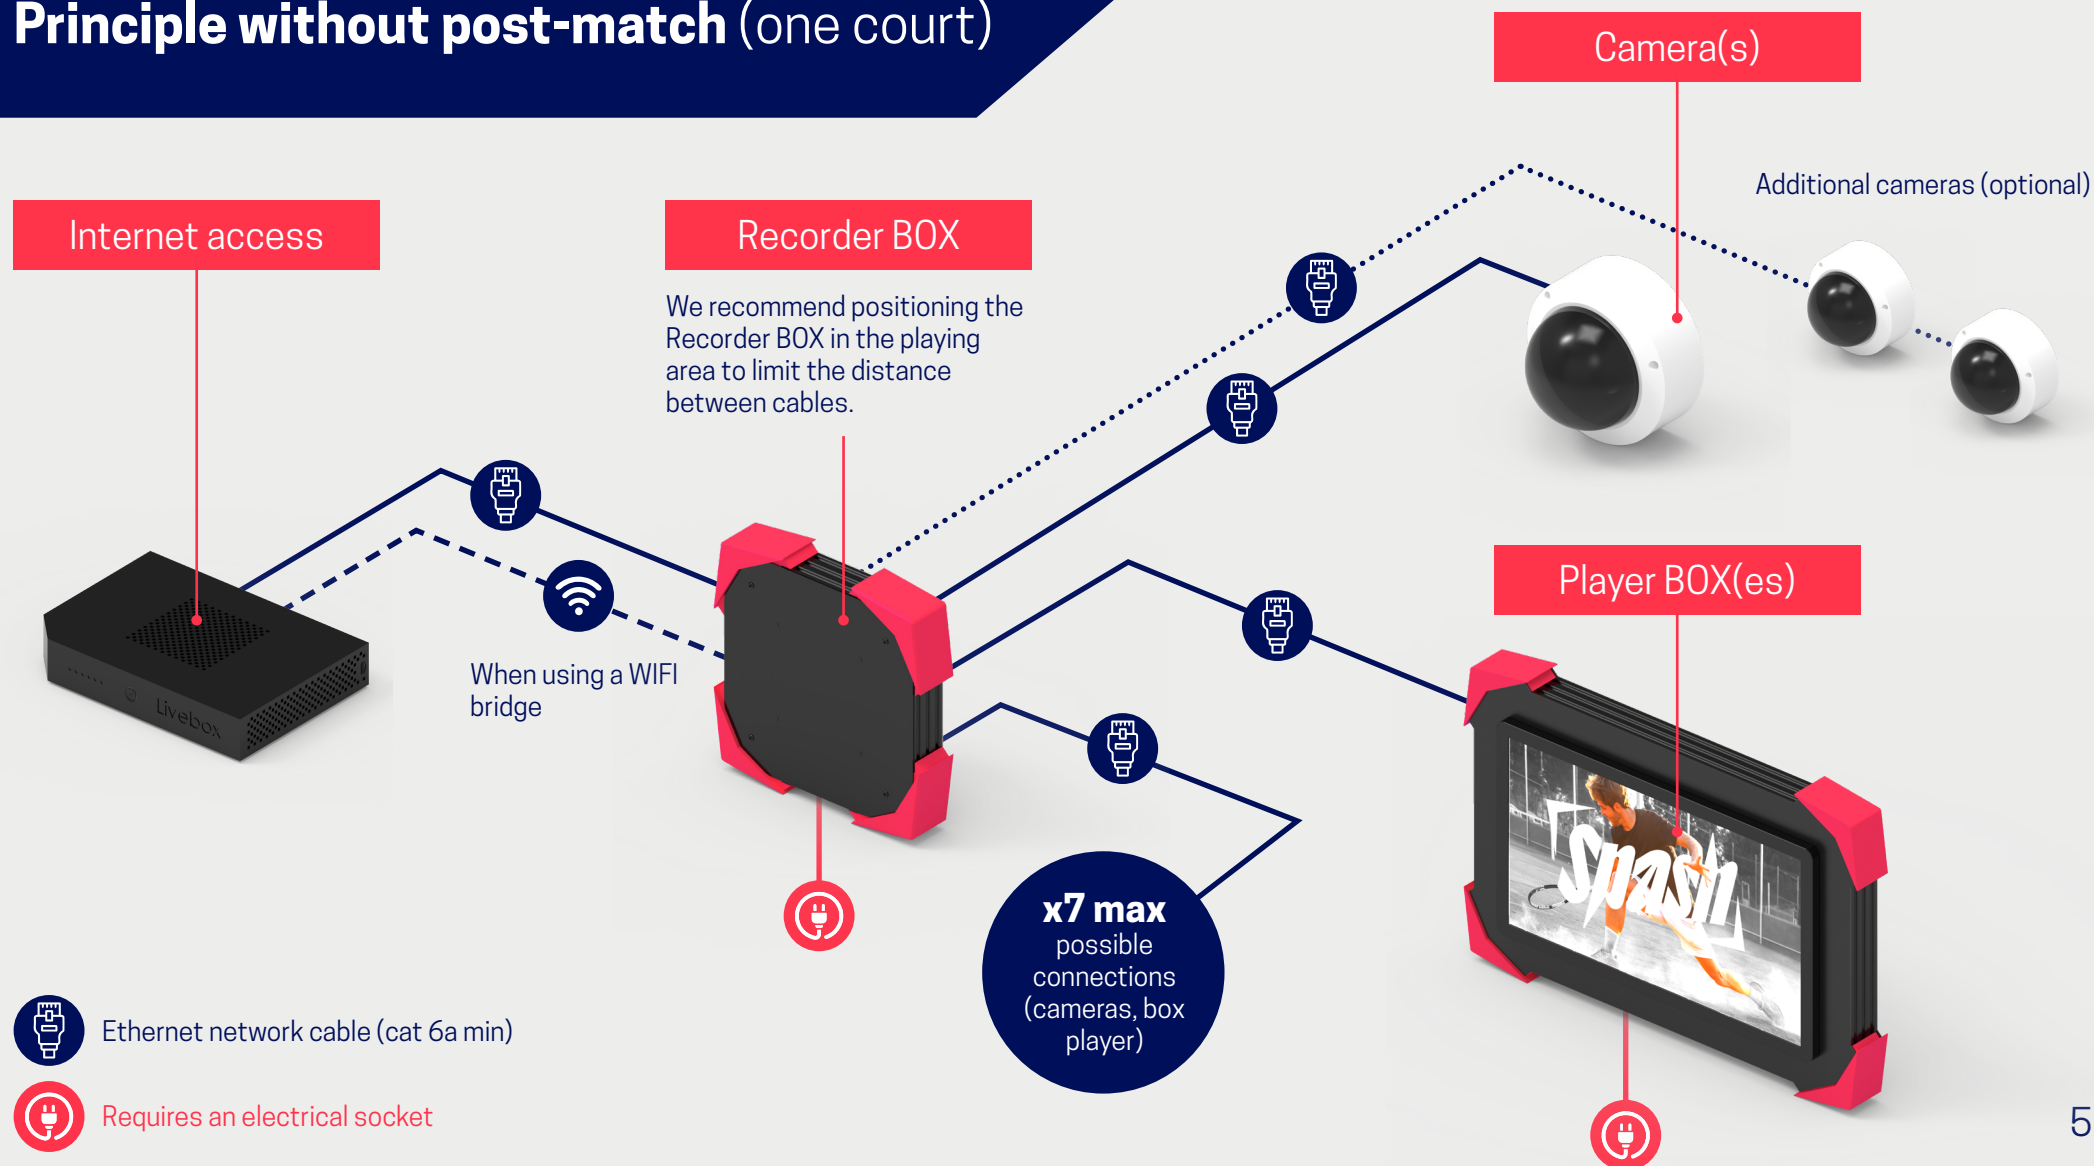 Principle without post-match (one court)
Camera(s)
Additional cameras (optional)
Internet access
Recorder BOX
We recommend positioning the
Recorder BOX in the playing
area to limit the distance
between cables.
When using a WIFI
bridge
Livebox
Player BOX(es)
Spash
x7 max
possible
connections
(cameras, box
player)
Ethernet network cable (cat 6a min)
Requires an electrical socket
5